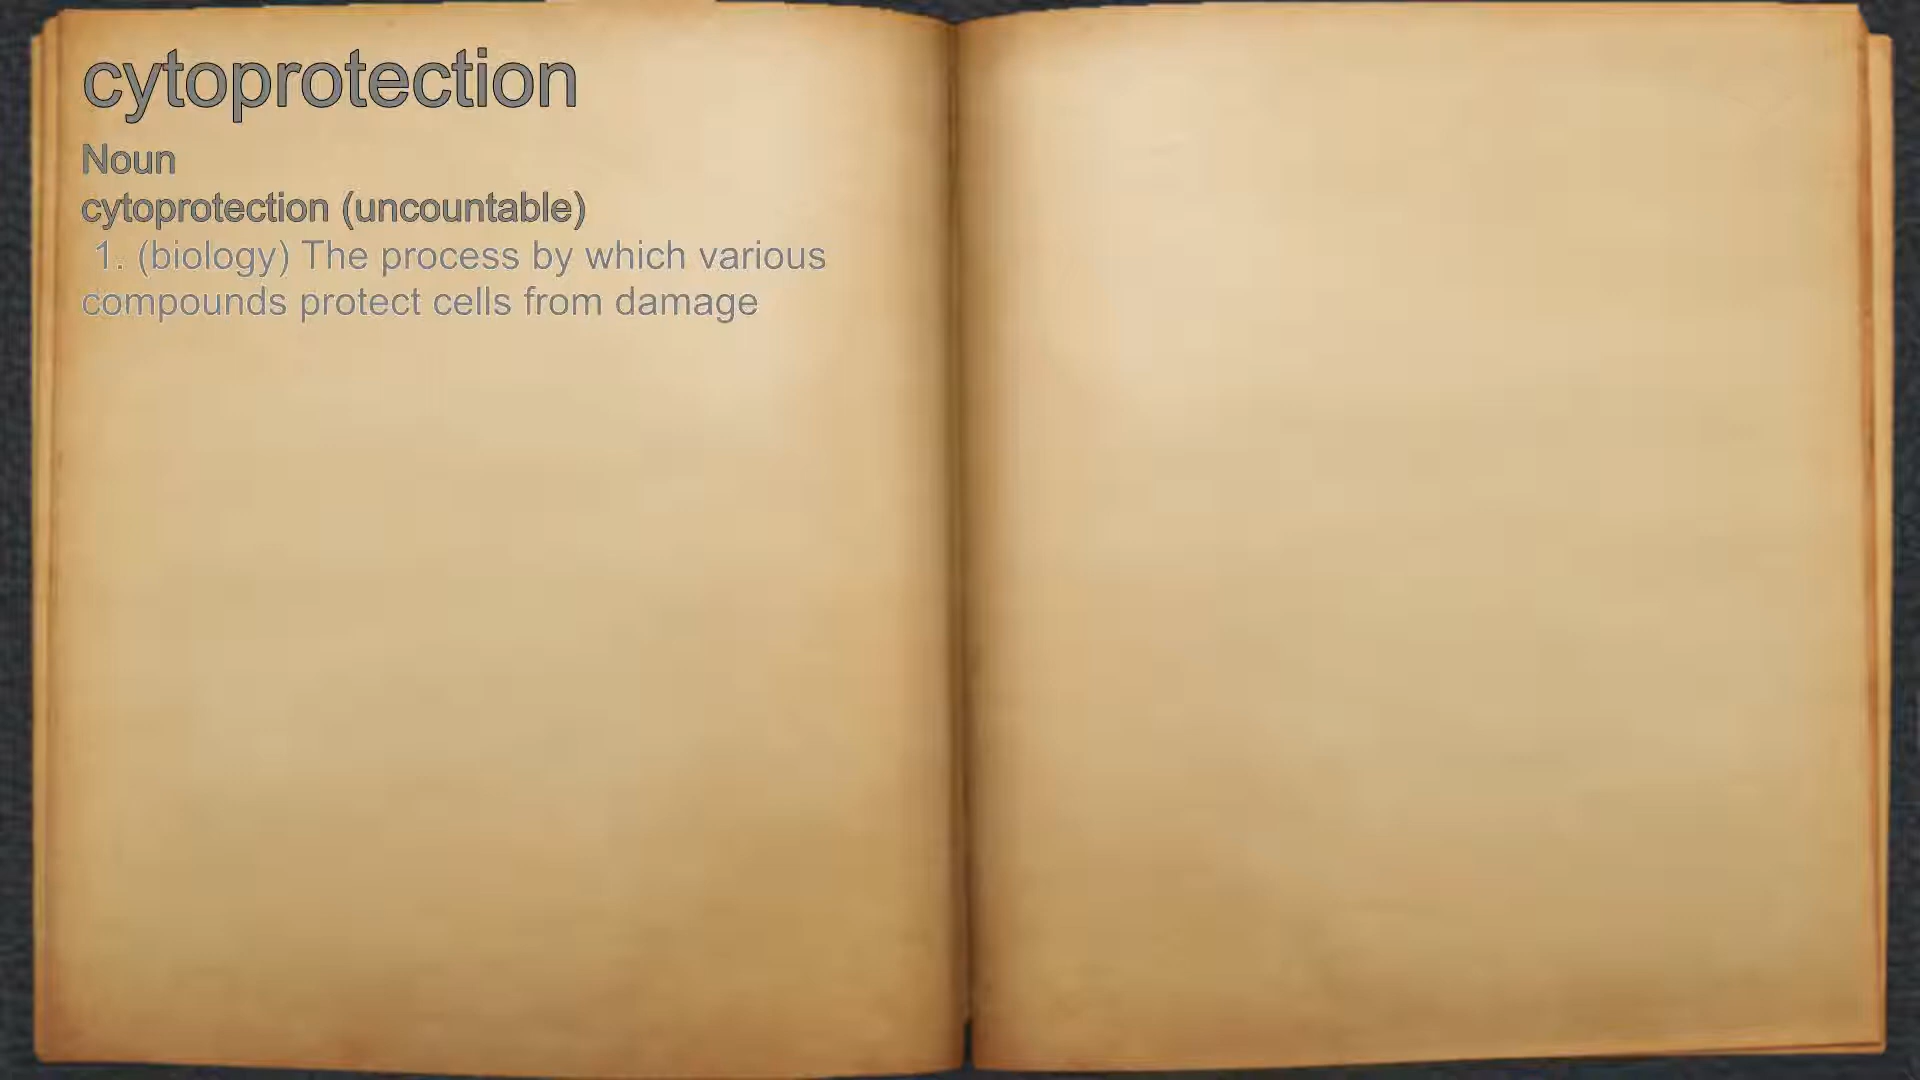 cytoprotection
Noun
cytoprotection (uncountable)
1. (biology) The process by which various
compounds protect cells from damage